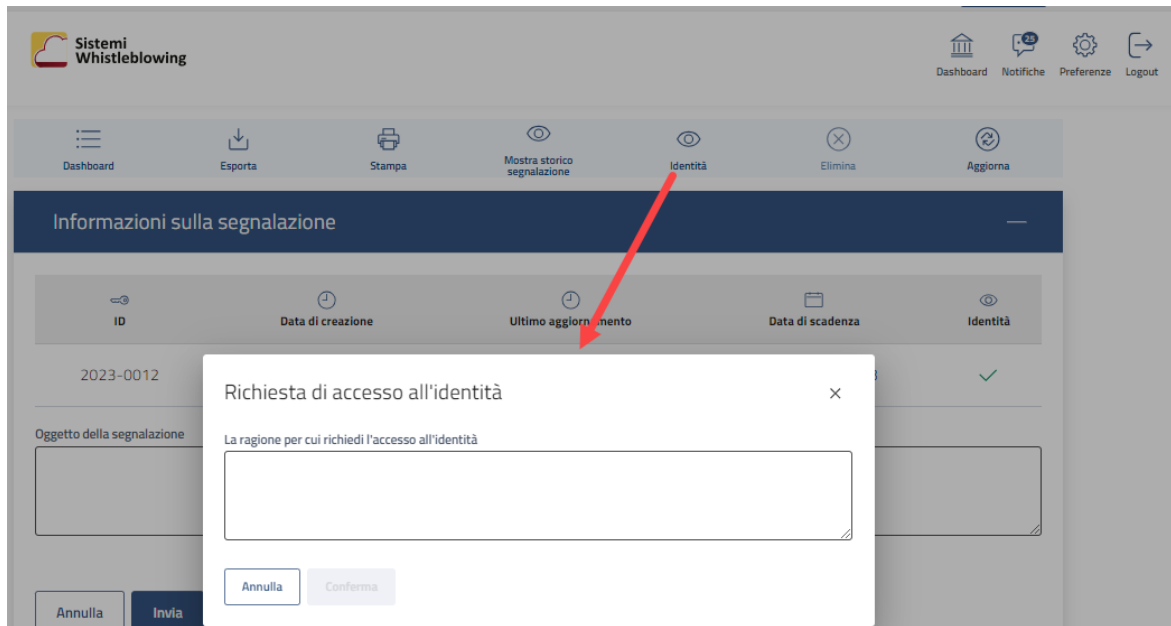 Sistemi
Whistleblowing
25
Dashboard Notifiche Preferenze Logout
Dashboard Esporta Stampa Mostra storico segnalazione Identità Elimina Aggiorna
Informazioni sulla segnalazione
ID Data di creazione Ultimo aggiornamento Data di scadenza Identità
2023-0012
Richiesta di accesso all'identità
Oggetto della segnalazione
La ragione per cui richiedi l'accesso all'identità
Annulla Conferma
Annulla Invia